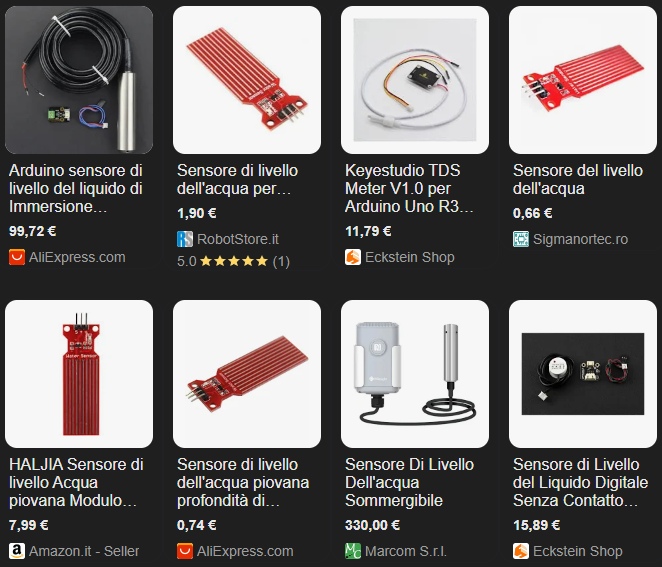 Arduino sensore di
livello del liquido di
Immersione…
99,72 €
AliExpress.com
Sensore di livello
dell'acqua per…
1,90 €
RobotStore.it
5.0 ★★★★★ (1)
Keyestudio TDS
Meter V1.0 per
Arduino Uno R3…
11,79 €
Eckstein Shop
Sensore del livello
dell'acqua
0,66 €
Sigmanortec.ro
Water Sensor
HALJIA Sensore di
livello Acqua
piovana Modulo…
7,99 €
Amazon.it - Seller
Sensore di livello
dell'acqua piovana
profondità di…
0,74 €
AliExpress.com
Sensore Di Livello
Dell'acqua
Sommergibile
330,00 €
Marcom S.r.l.
Sensore di Livello
del Liquido Digitale
Senza Contatto…
15,89 €
Eckstein Shop